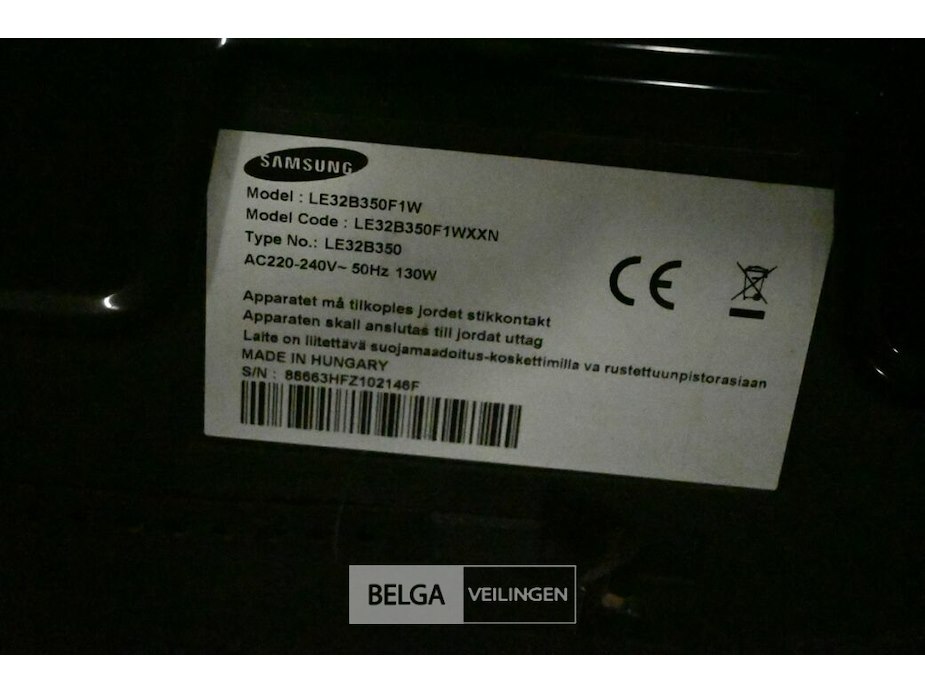 SAMSUNG
Model : LE32B350F1W
Model Code : LE32B350F1WXXN
Type No.: LE32B350
AC220-240V~ 50Hz 130W
CE
Apparatet må tilkoples jordet stikkontakt
Apparaten skall anslutas till jordat uttag
Laite on liitettävä suojamaadoitus-koskettimilla va rustettuunpistorasiaan
MADE IN HUNGARY
S/N : 88663HFZ102146F
BELGA VEILINGEN